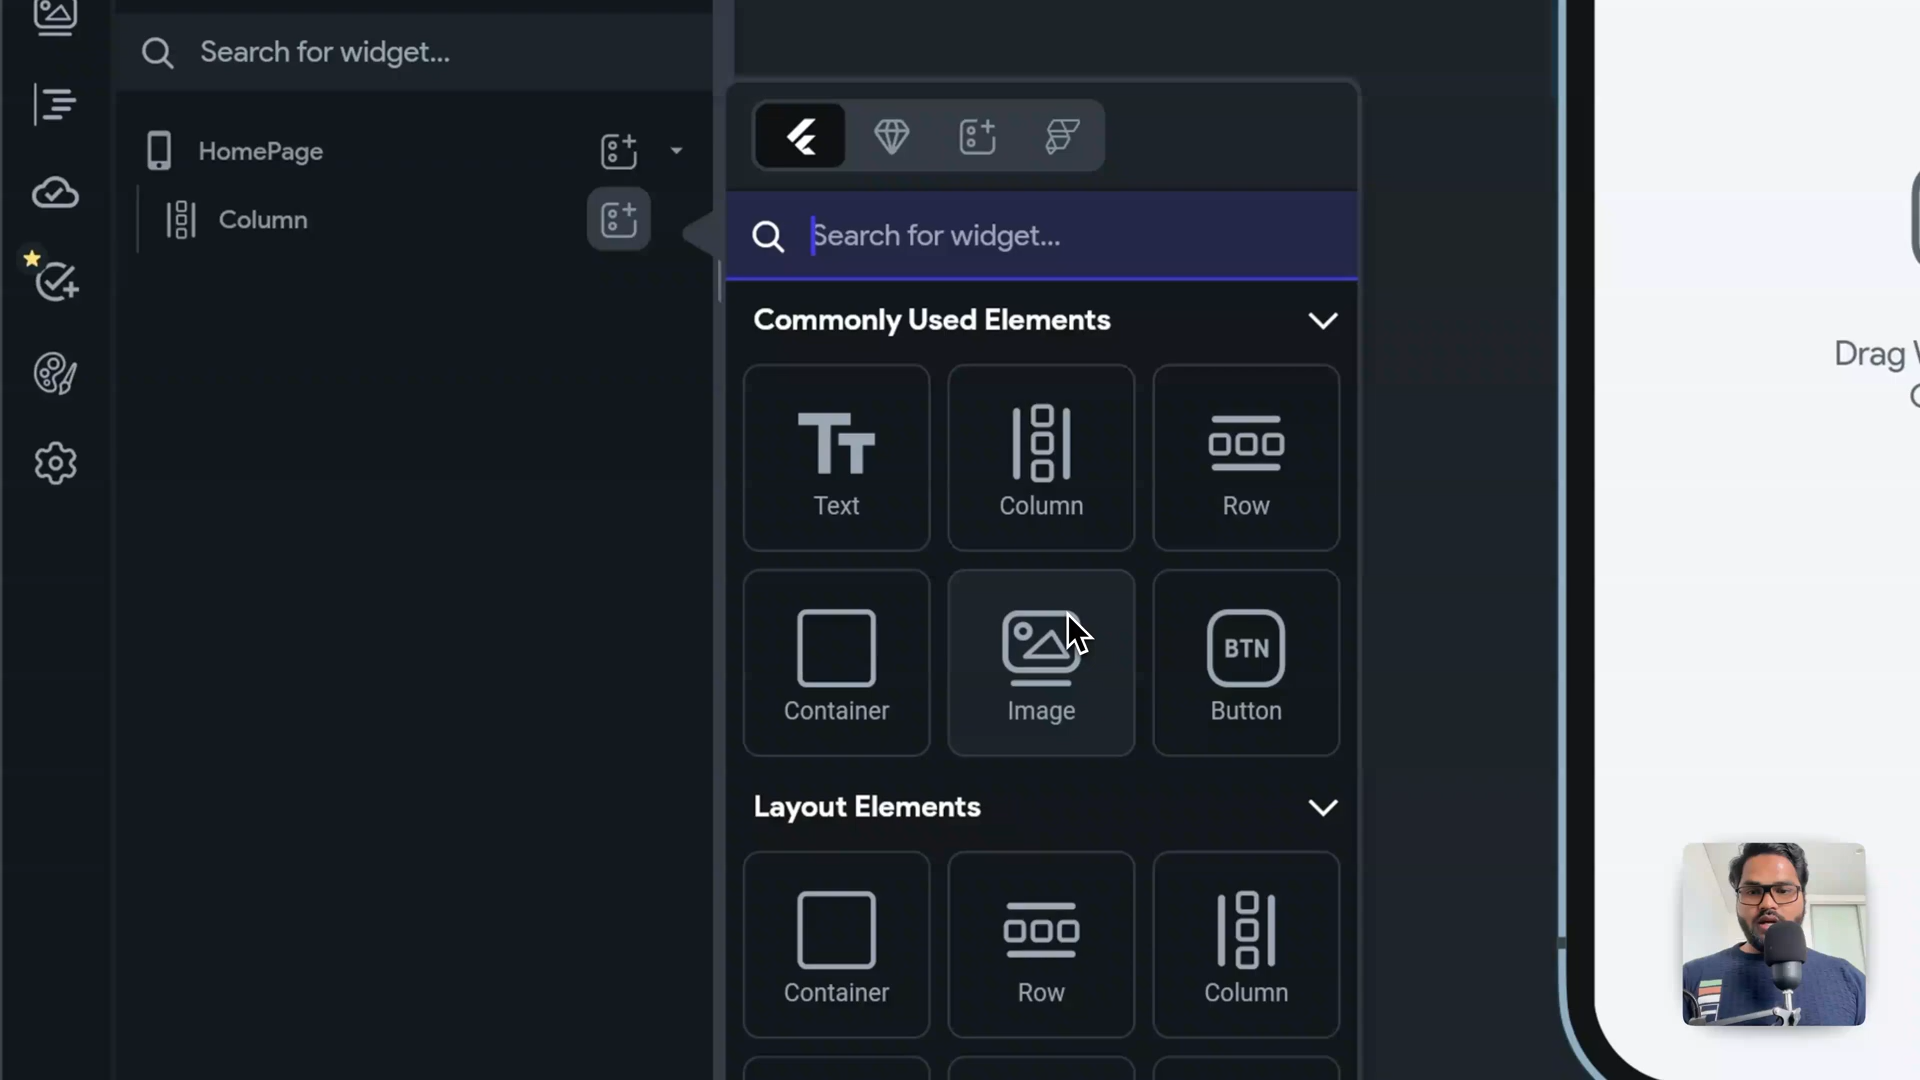 Search for widget...
HomePage
Column
Search for widget...
Commonly Used Elements
Tt
Text
Column
Row
Container
Image
BTN
Button
Layout Elements
Container
Row
Column
Drag